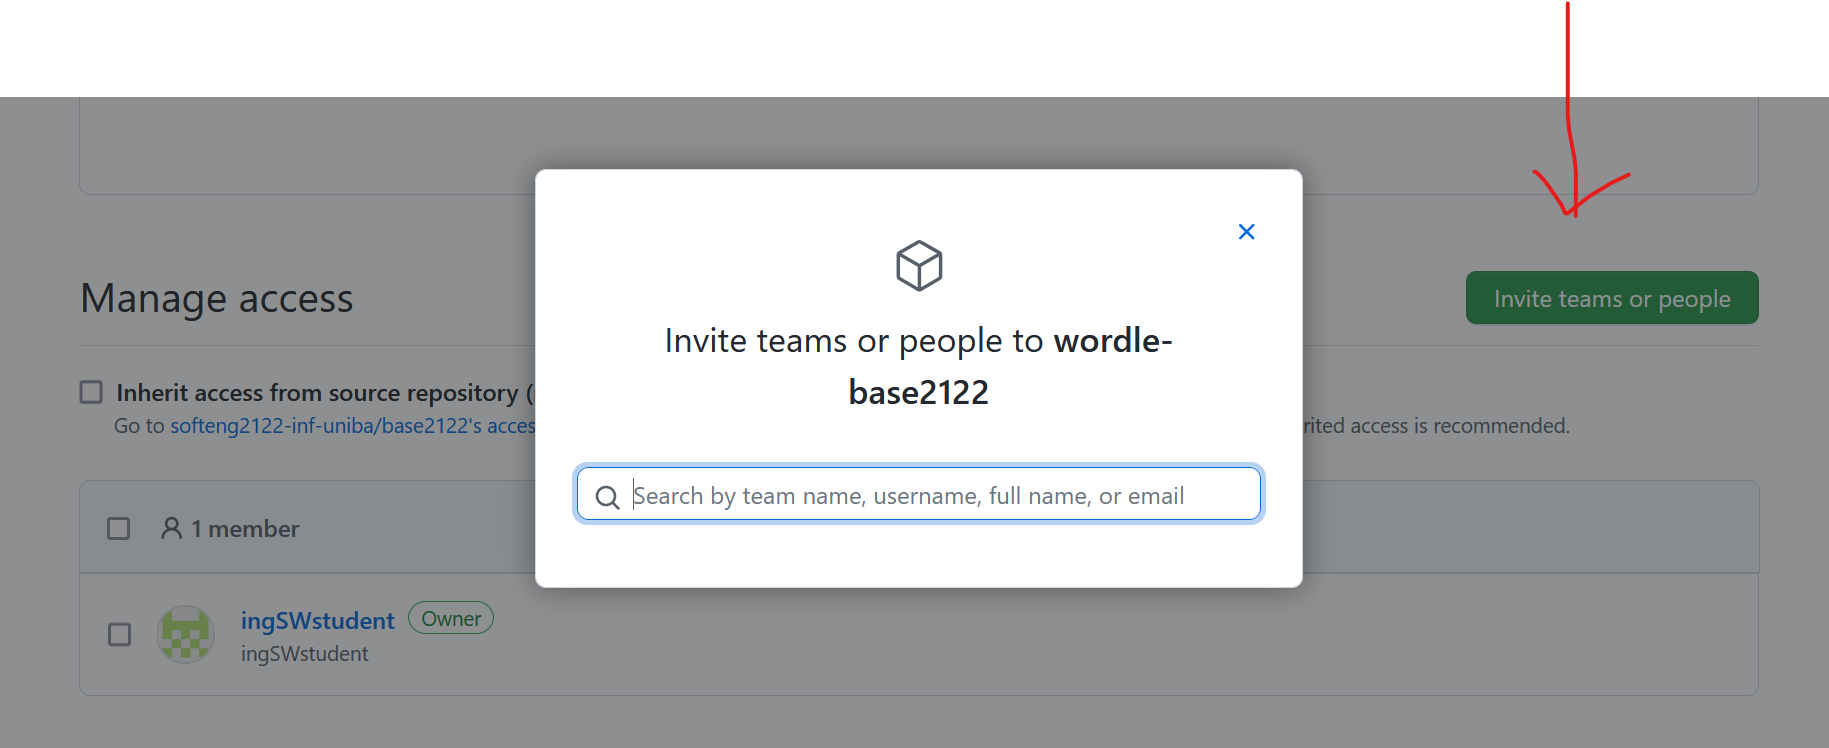 Manage access
Invite teams or people
Inherit access from source repository (
Go to softeng2122-inf-uniba/base2122's acces
rited access is recommended.
1 member
ingSWstudent Owner
ingSWstudent
Invite teams or people to wordle-
base2122
Search by team name, username, full name, or email